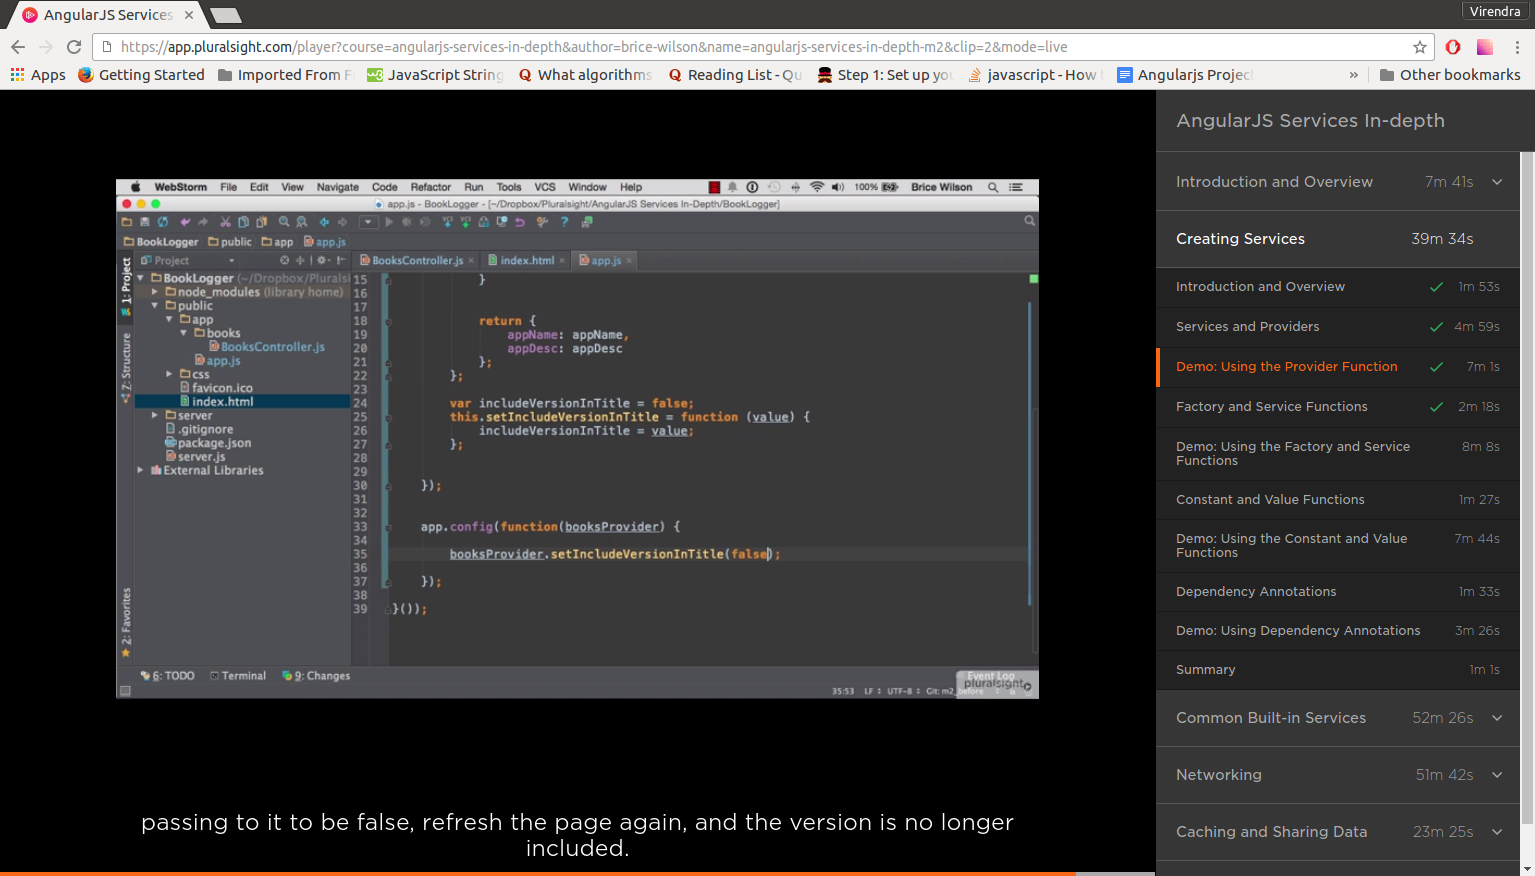 AngularJS Services
Virendra
https://app.pluralsight.com/player?course=angularjs-services-in-depth&author=brice-wilson&name=angularjs-services-in-depth-m2&clip=2&mode=live
Apps Getting Started Imported From F JavaScript String What algorithms Reading List - Qu Step 1: Set up you javascript - How Angularjs Projec » Other bookmarks
WebStorm File Edit View Navigate Code Refactor Run Tools VCS Window Help 100% Brice Wilson
app.js - BookLogger - [~/Dropbox/Pluralsight/AngularJS Services In-Depth/BookLogger]
BookLogger public app app.js
Project BooksController.js × index.html × app.js ×
1: Project
Z: Structure
2: Favorites
BookLogger (~/Dropbox/Pluralsi
node_modules (library home)
public
app
books
BooksController.js
app.js
css
favicon.ico
index.html
server
.gitignore
package.json
server.js
External Libraries
15 }
16
17
18 return {
19 appName: appName,
20 appDesc: appDesc
21 };
22 };
23
24 var includeVersionInTitle = false;
25 this.setIncludeVersionInTitle = function (value) {
26 includeVersionInTitle = value;
27 };
28
29
30 });
31
32
33 app.config(function(booksProvider) {
34
35 booksProvider.setIncludeVersionInTitle(false);
36
37 });
38
39 }());
6: TODO Terminal 9: Changes Event Log
pluralsight
35:53 LF UTF-8 Git: m2_before
passing to it to be false, refresh the page again, and the version is no longer
included.
AngularJS Services In-depth
Introduction and Overview 7m 41s
Creating Services 39m 34s
Introduction and Overview 1m 53s
Services and Providers 4m 59s
Demo: Using the Provider Function 7m 1s
Factory and Service Functions 2m 18s
Demo: Using the Factory and Service 8m 8s
Functions
Constant and Value Functions 1m 27s
Demo: Using the Constant and Value 7m 44s
Functions
Dependency Annotations 1m 33s
Demo: Using Dependency Annotations 3m 26s
Summary 1m 1s
Common Built-in Services 52m 26s
Networking 51m 42s
Caching and Sharing Data 23m 25s